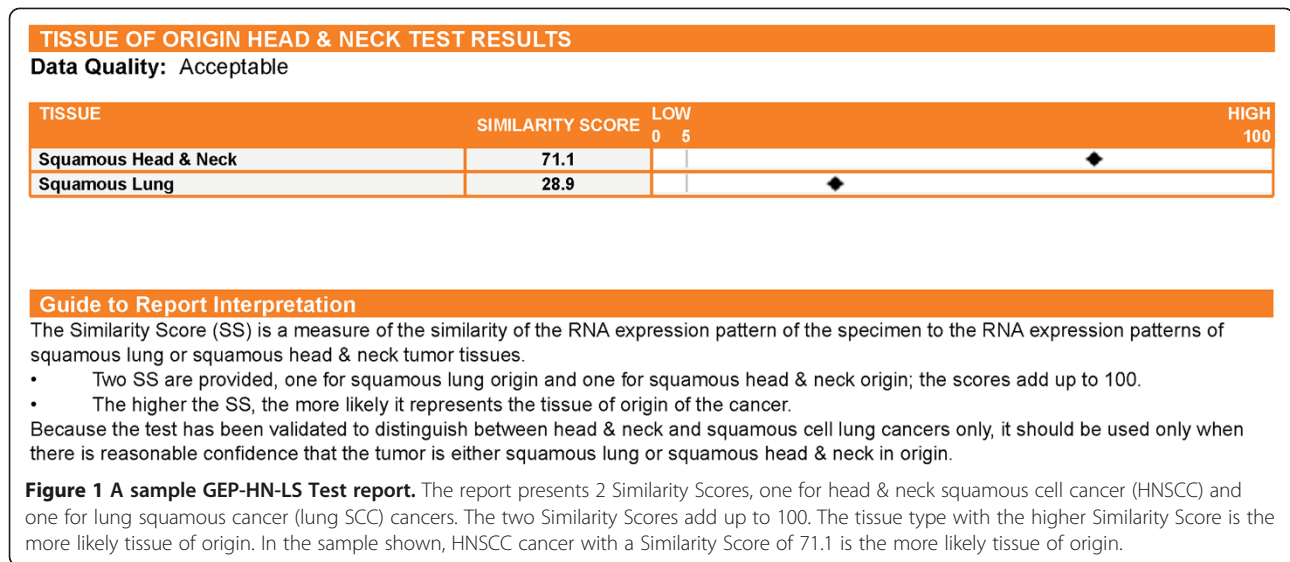 TISSUE OF ORIGIN HEAD & NECK TEST RESULTS
Data Quality: Acceptable
TISSUE SIMILARITY SCORE LOW HIGH
0 5 100
Squamous Head & Neck 71.1
Squamous Lung 28.9
Guide to Report Interpretation
The Similarity Score (SS) is a measure of the similarity of the RNA expression pattern of the specimen to the RNA expression patterns of
squamous lung or squamous head & neck tumor tissues.
• Two SS are provided, one for squamous lung origin and one for squamous head & neck origin; the scores add up to 100.
• The higher the SS, the more likely it represents the tissue of origin of the cancer.
Because the test has been validated to distinguish between head & neck and squamous cell lung cancers only, it should be used only when
there is reasonable confidence that the tumor is either squamous lung or squamous head & neck in origin.
Figure 1 A sample GEP-HN-LS Test report. The report presents 2 Similarity Scores, one for head & neck squamous cell cancer (HNSCC) and
one for lung squamous cancer (lung SCC) cancers. The two Similarity Scores add up to 100. The tissue type with the higher Similarity Score is the
more likely tissue of origin. In the sample shown, HNSCC cancer with a Similarity Score of 71.1 is the more likely tissue of origin.